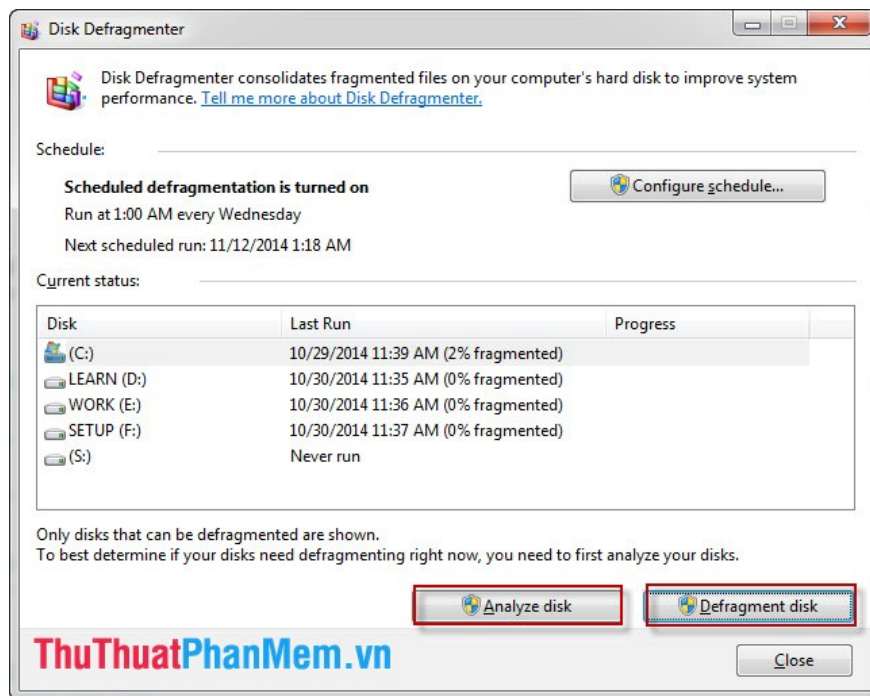 Disk Defragmenter
Disk Defragmenter consolidates fragmented files on your computer's hard disk to improve system
performance. Tell me more about Disk Defragmenter.
Schedule:
Scheduled defragmentation is turned on
Configure schedule...
Run at 1:00 AM every Wednesday
Next scheduled run: 11/12/2014 1:18 AM
Current status:
Disk Last Run Progress
(C:) 10/29/2014 11:39 AM (2% fragmented)
LEARN (D:) 10/30/2014 11:35 AM (0% fragmented)
WORK (E:) 10/30/2014 11:36 AM (0% fragmented)
SETUP (F:) 10/30/2014 11:37 AM (0% fragmented)
(S:) Never run
Only disks that can be defragmented are shown.
To best determine if your disks need defragmenting right now, you need to first analyze your disks.
Analyze disk Defragment disk
ThuThuatPhanMem.vn
Close